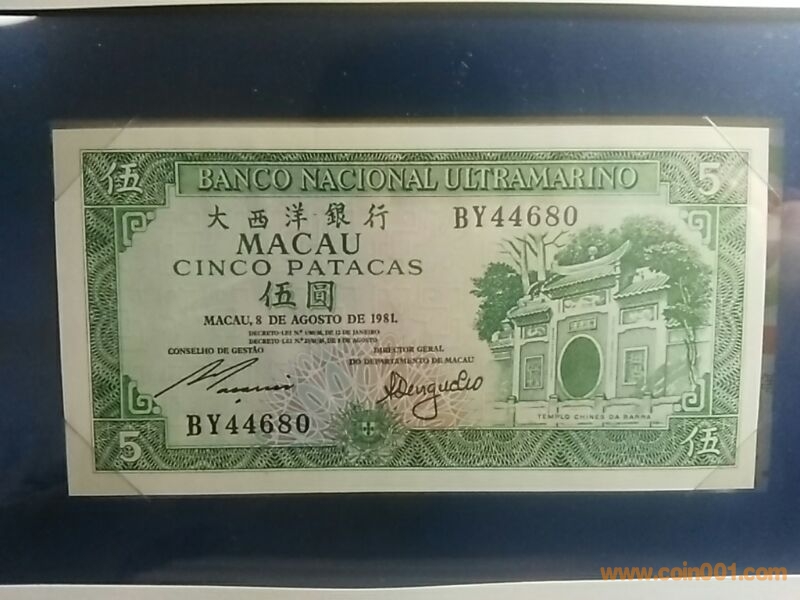 伍 BANCO NACIONAL ULTRAMARINO 5
大西洋銀行 BY44680
MACAU
CINCO PATACAS
伍圓
MACAU, 8 DE AGOSTO DE 1981.
CONSELHO DE GESTÃO
DIRECTOR GERAL
DO DEPARTAMENTO DE MACAU
BY44680
TEMPLO CHINES DA BARRA
5 伍
www.coin001.com